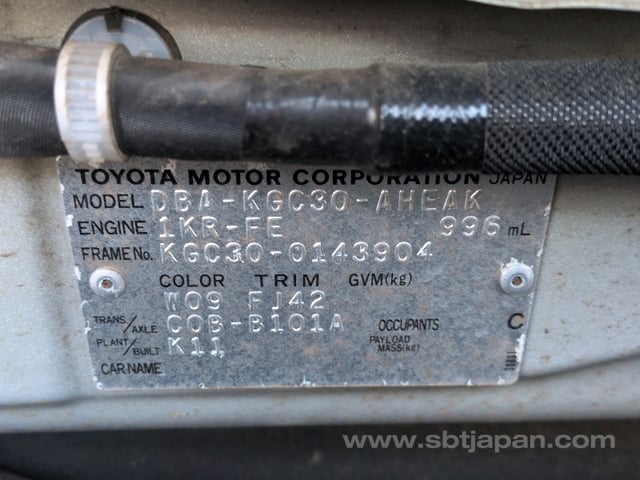 TOYOTA MOTOR CORPORATION JAPAN
MODEL DBA-KGC30-AHEAK
ENGINE 1KR-FE 996 mL
FRAME No. KGC30-0143904
COLOR TRIM GVM(kg)
W09 FJ42
TRANS/AXLE C0B-B101A OCCUPANTS C
PLANT/BUILT K11 PAYLOAD MASS(kg)
CAR NAME
www.sbtjapan.com